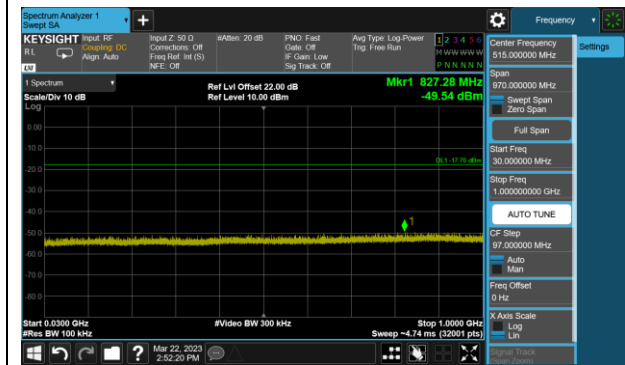 Spectrum Analyzer 1
Swept SA
+
Frequency
KEYSIGHT
RL
LXI
Input: RF
Coupling: DC
Align: Auto
Input Z: 50 Ω
Corrections: Off
Freq Ref: Int (S)
NFE: Off
#Atten: 20 dB
PNO: Fast
Gate: Off
IF Gain: Low
Sig Track: Off
Avg Type: Log-Power
Trig: Free Run
1 2 3 4 5 6
M W W W W W
P N N N N N
1 Spectrum
Scale/Div 10 dB
Log
Ref Lvl Offset 22.00 dB
Ref Level 10.00 dBm
Mkr1 827.28 MHz
-49.54 dBm
0.00
-10.0
-20.0
-30.0
-40.0
-50.0
-60.0
-70.0
-80.0
DL1 -17.70 dBm
1
Start 0.0300 GHz
#Res BW 100 kHz
#Video BW 300 kHz
Stop 1.0000 GHz
Sweep ~4.74 ms (32001 pts)
Center Frequency
515.000000 MHz
Settings
Span
970.000000 MHz
Swept Span
Zero Span
Full Span
Start Freq
30.000000 MHz
Stop Freq
1.000000000 GHz
AUTO TUNE
CF Step
97.000000 MHz
Auto
Man
Freq Offset
0 Hz
X Axis Scale
Log
Lin
Signal Track
(Span Zoom)
?
Mar 22, 2023
2:52:20 PM